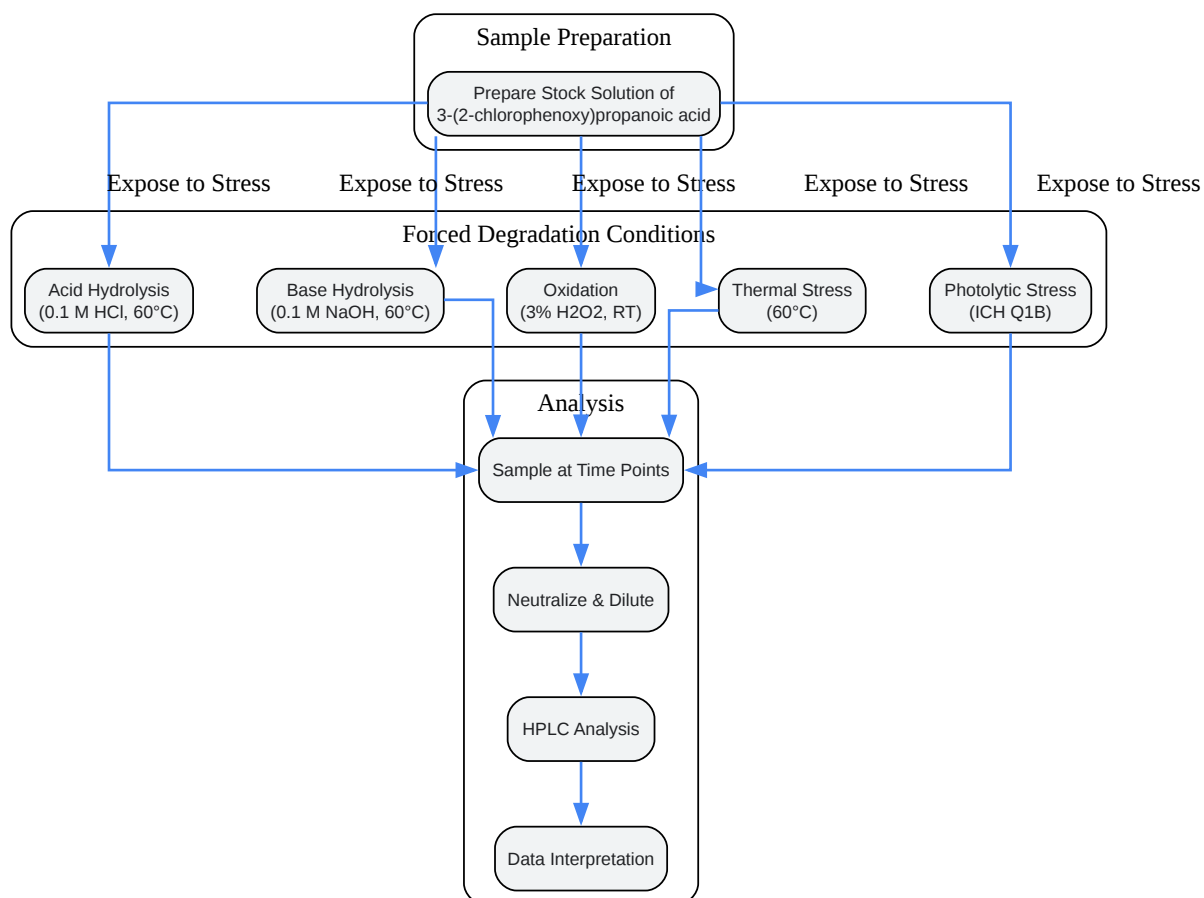 Sample Preparation
Prepare Stock Solution of
3-(2-chlorophenoxy)propanoic acid
Expose to Stress
Expose to Stress
Expose to Stress
Expose to Stress
Expose to Stress
Forced Degradation Conditions
Acid Hydrolysis
(0.1 M HCl, 60°C)
Base Hydrolysis
(0.1 M NaOH, 60°C)
Oxidation
(3% H2O2, RT)
Thermal Stress
(60°C)
Photolytic Stress
(ICH Q1B)
Analysis
Sample at Time Points
Neutralize & Dilute
HPLC Analysis
Data Interpretation